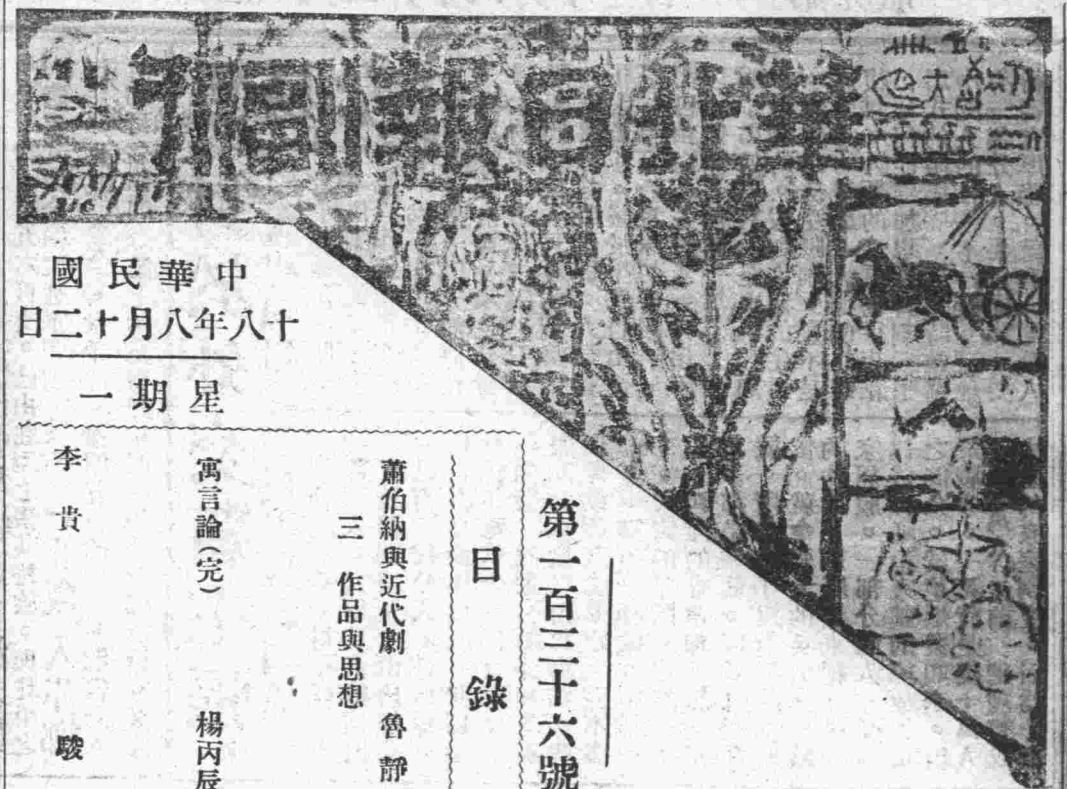 華北日報副刊
中華民國
十八年八月十二日
星期一
第一百三十六號
目錄
蕭伯納與近代劇 魯靜
三 作品與思想
寓言論(完) 楊丙辰
李貴 駿